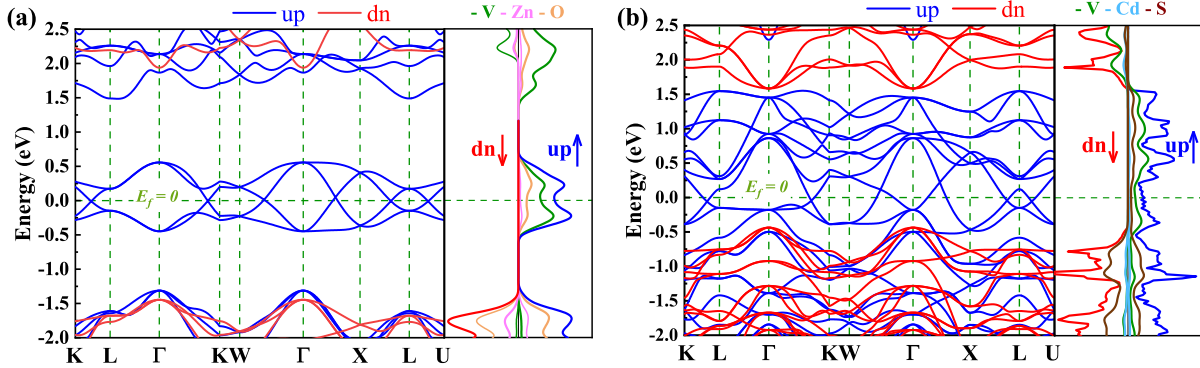 (a)
up dn
- V - Zn - O
Energy (eV)
2.5
2.0
1.5
1.0
0.5
0.0
-0.5
-1.0
-1.5
-2.0
E_f = 0
dn
up
K L Γ K W Γ X L U
(b)
up dn
- V - Cd - S
Energy (eV)
2.5
2.0
1.5
1.0
0.5
0.0
-0.5
-1.0
-1.5
-2.0
E_f = 0
dn
up
K L Γ K W Γ X L U